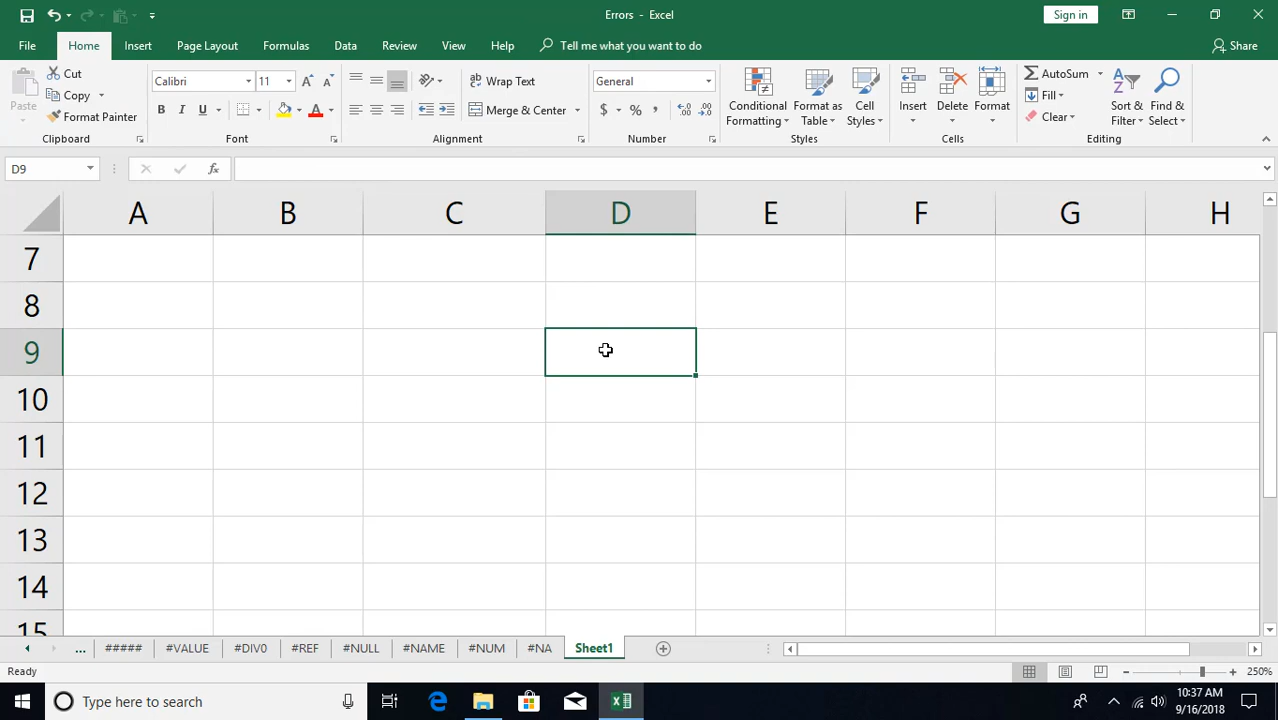 Errors - Excel
Sign in
File Home Insert Page Layout Formulas Data Review View Help Tell me what you want to do Share
Paste Cut Copy Format Painter Clipboard
Calibri 11 B I U A Font
Wrap Text Merge & Center Alignment
General $ % , Number
Conditional Formatting Format as Table Cell Styles Styles
Insert Delete Format Cells
AutoSum Fill Clear Sort & Filter Find & Select Editing
D9 fx
A B C D E F G H
7
8
9
10
11
12
13
14
15
... ##### #VALUE #DIV0 #REF #NULL #NAME #NUM #NA Sheet1
Ready 250%
Type here to search
10:37 AM
9/16/2018